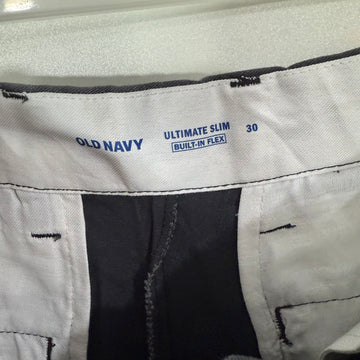 OLD NAVY
ULTIMATE SLIM
BUILT-IN FLEX
30